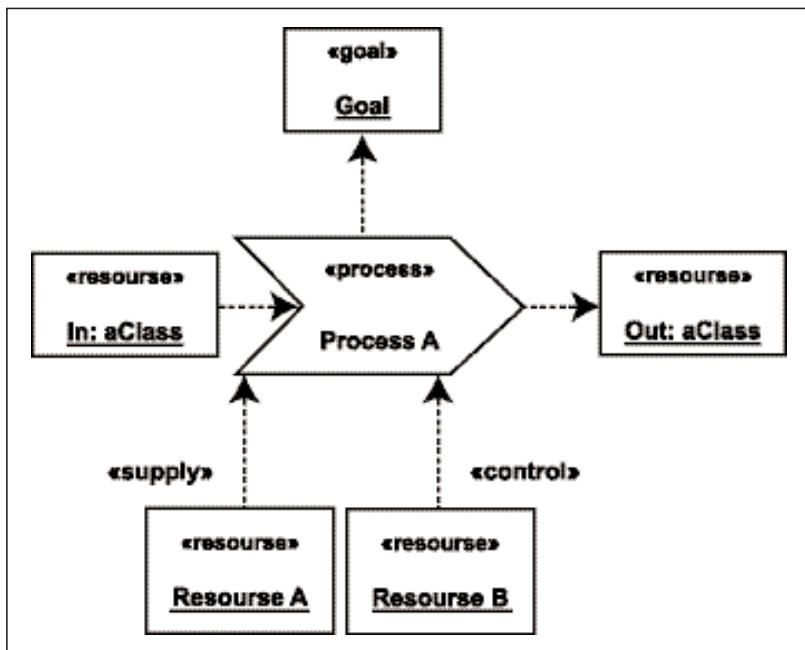 «goal»
Goal
«resourse»
In: aClass
«process»
Process A
«resourse»
Out: aClass
«supply»
«control»
«resourse»
Resourse A
«resourse»
Resourse B